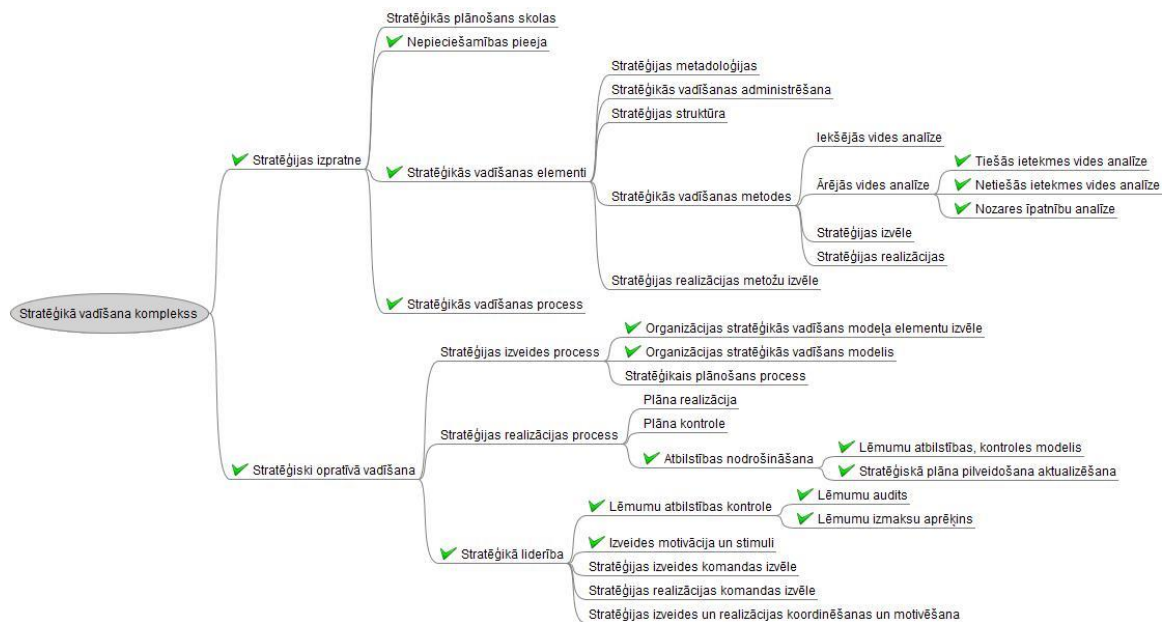 Stratēģikā vadīšana komplekss
Stratēģijas izpratne
Stratēģikās plānošans skolas
Nepieciešamības pieeja
Stratēģikās vadīšanas elementi
Stratēģijas metadoloģijas
Stratēģikās vadīšanas administrēšana
Stratēģijas struktūra
Stratēģikās vadīšanas metodes
Iekšējās vides analīze
Ārējās vides analīze
Tiešās ietekmes vides analīze
Netiešās ietekmes vides analīze
Nozares īpatnību analīze
Stratēģijas izvēle
Stratēģijas realizācijas
Stratēģijas realizācijas metožu izvēle
Stratēģikās vadīšanas process
Stratēģiski opratīvā vadīšana
Stratēģijas izveides process
Organizācijas stratēģikās vadīšans modeļa elementu izvēle
Organizācijas stratēģikās vadīšans modelis
Stratēģikais plānošans process
Stratēģijas realizācijas process
Plāna realizācija
Plāna kontrole
Atbilstības nodrošināšana
Lēmumu atbilstības, kontroles modelis
Stratēģiskā plāna pilveidošana aktualizēšana
Stratēģikā liderība
Lēmumu atbilstības kontrole
Lēmumu audits
Lēmumu izmaksu aprēķins
Izveides motivācija un stimuli
Stratēģijas izveides komandas izvēle
Stratēģijas realizācijas komandas izvēle
Stratēģijas izveides un realizācijas koordinēšanas un motivēšana